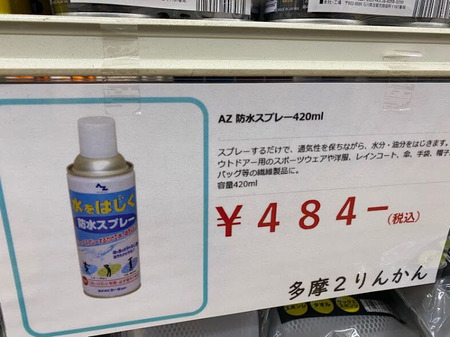 AZ 防水スプレー420ml
スプレーするだけで、通気性を保ちながら、水分・油分をはじきます。
ウトドアー用のスポーツウェアや洋服、レインコート、傘、手袋、帽子
バッグ等の繊維製品に。
容量420ml
¥484-(税込)
多摩2りんかん
AZ
水をはじく
防水スプレー